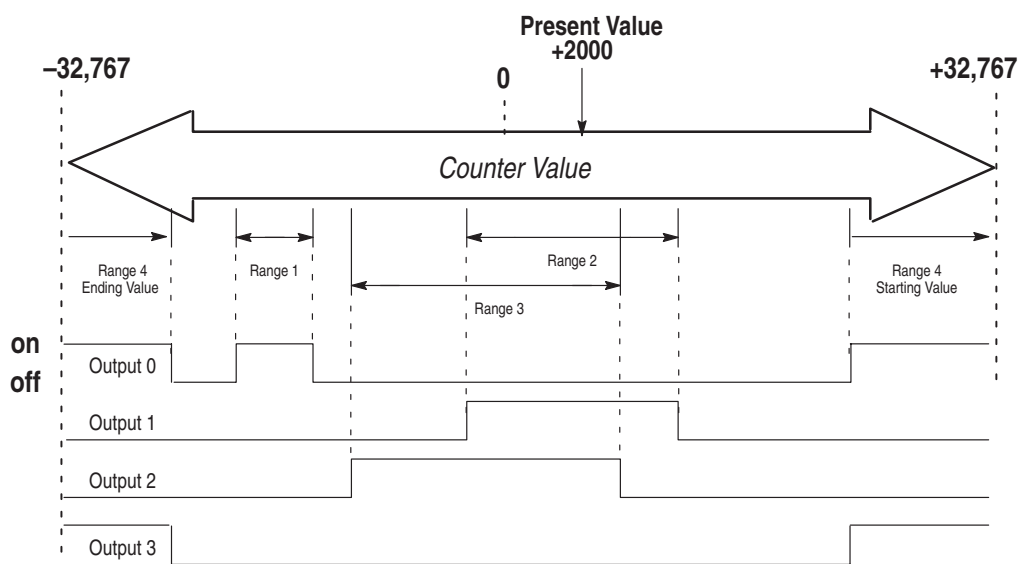 Present Value
+2000
–32,767
0
+32,767
Counter Value
Range 4
Ending Value
Range 1
Range 2
Range 4
Starting Value
Range 3
on
off
Output 0
Output 1
Output 2
Output 3